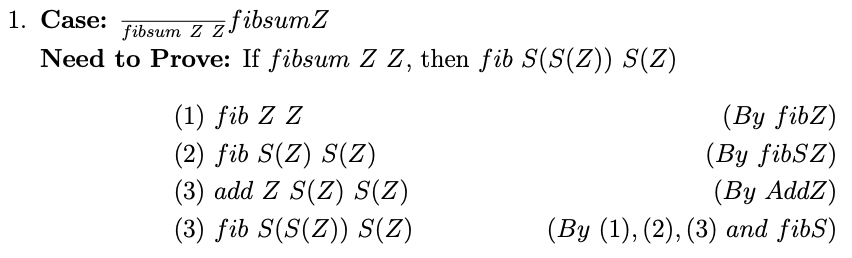 1. Case: fibsum Z Z fibsumZ
Need to Prove: If fibsum Z Z, then fib S(S(Z)) S(Z)
(1) fib Z Z (By fibZ)
(2) fib S(Z) S(Z) (By fibSZ)
(3) add Z S(Z) S(Z) (By AddZ)
(3) fib S(S(Z)) S(Z) (By (1), (2), (3) and fibS)